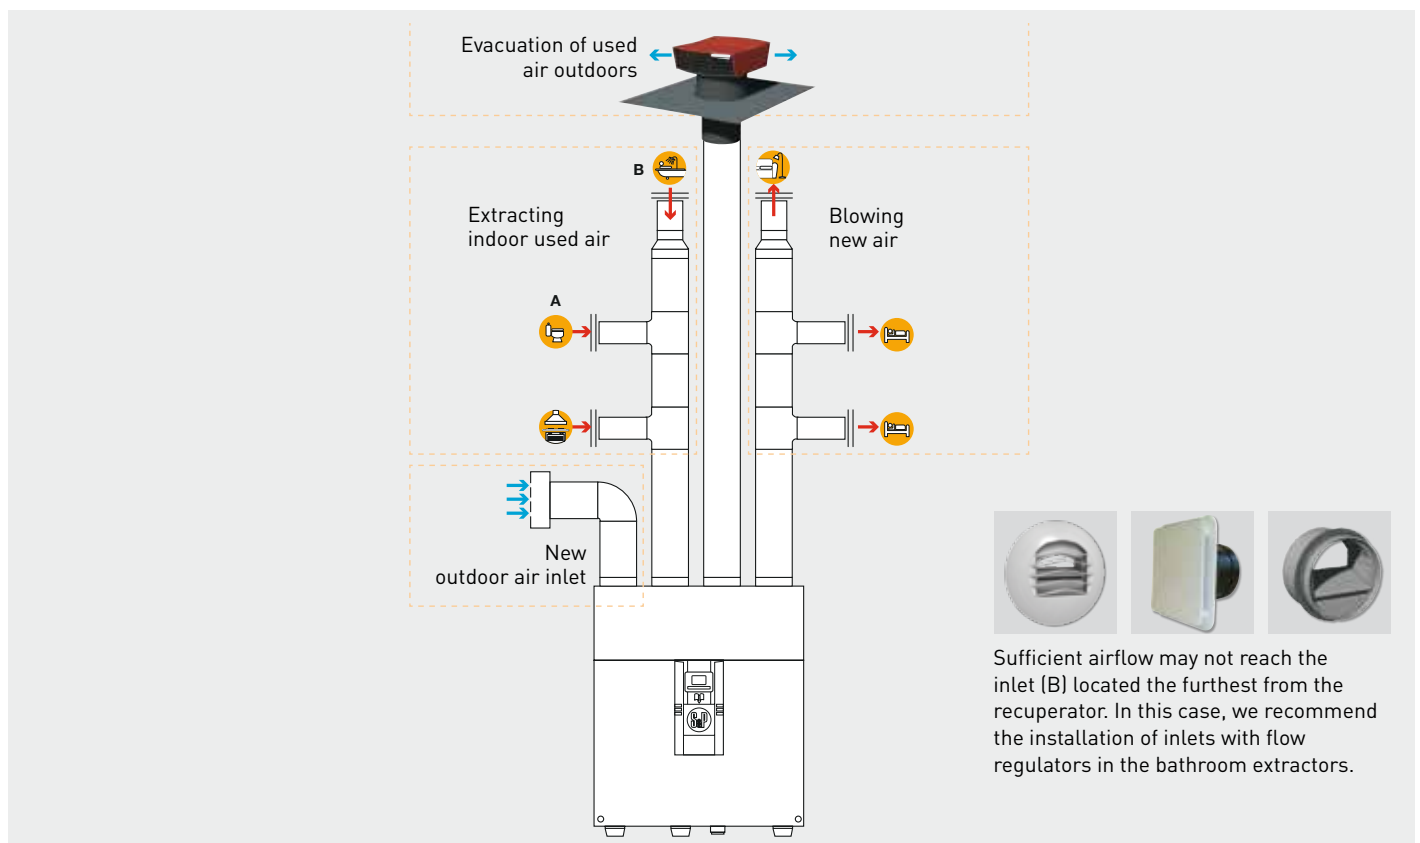 Evacuation of used
air outdoors
B
Extracting
indoor used air
Blowing
new air
A
New
outdoor air inlet
S&P
Sufficient airflow may not reach the
inlet (B) located the furthest from the
recuperator. In this case, we recommend
the installation of inlets with flow
regulators in the bathroom extractors.